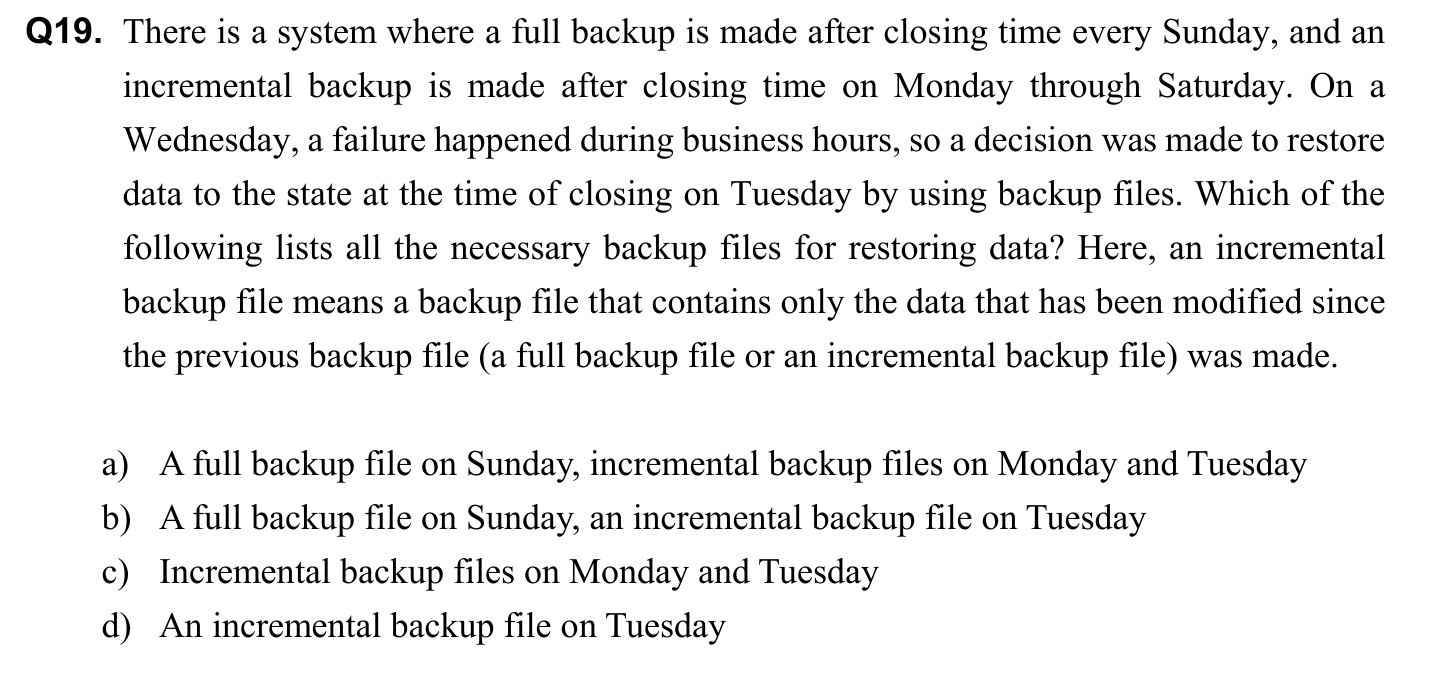 Q19. There is a system where a full backup is made after closing time every Sunday, and an
incremental backup is made after closing time on Monday through Saturday. On a
Wednesday, a failure happened during business hours, so a decision was made to restore
data to the state at the time of closing on Tuesday by using backup files. Which of the
following lists all the necessary backup files for restoring data? Here, an incremental
backup file means a backup file that contains only the data that has been modified since
the previous backup file (a full backup file or an incremental backup file) was made.
a) A full backup file on Sunday, incremental backup files on Monday and Tuesday
b) A full backup file on Sunday, an incremental backup file on Tuesday
c) Incremental backup files on Monday and Tuesday
d) An incremental backup file on Tuesday